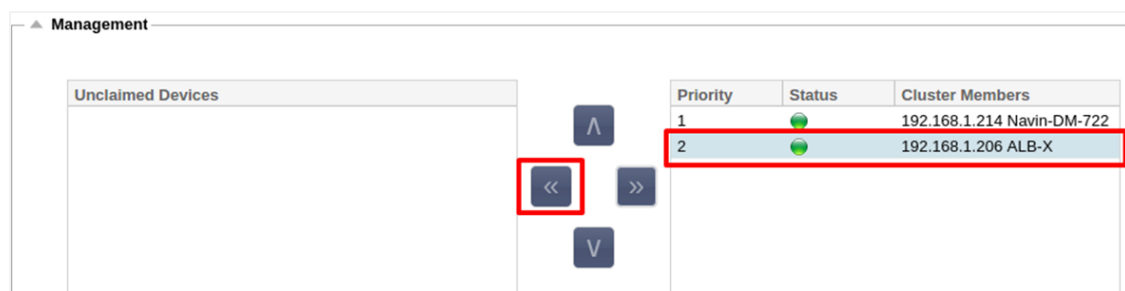 Management
Unclaimed Devices
Priority Status Cluster Members
1 192.168.1.214 Navin-DM-722
2 192.168.1.206 ALB-X